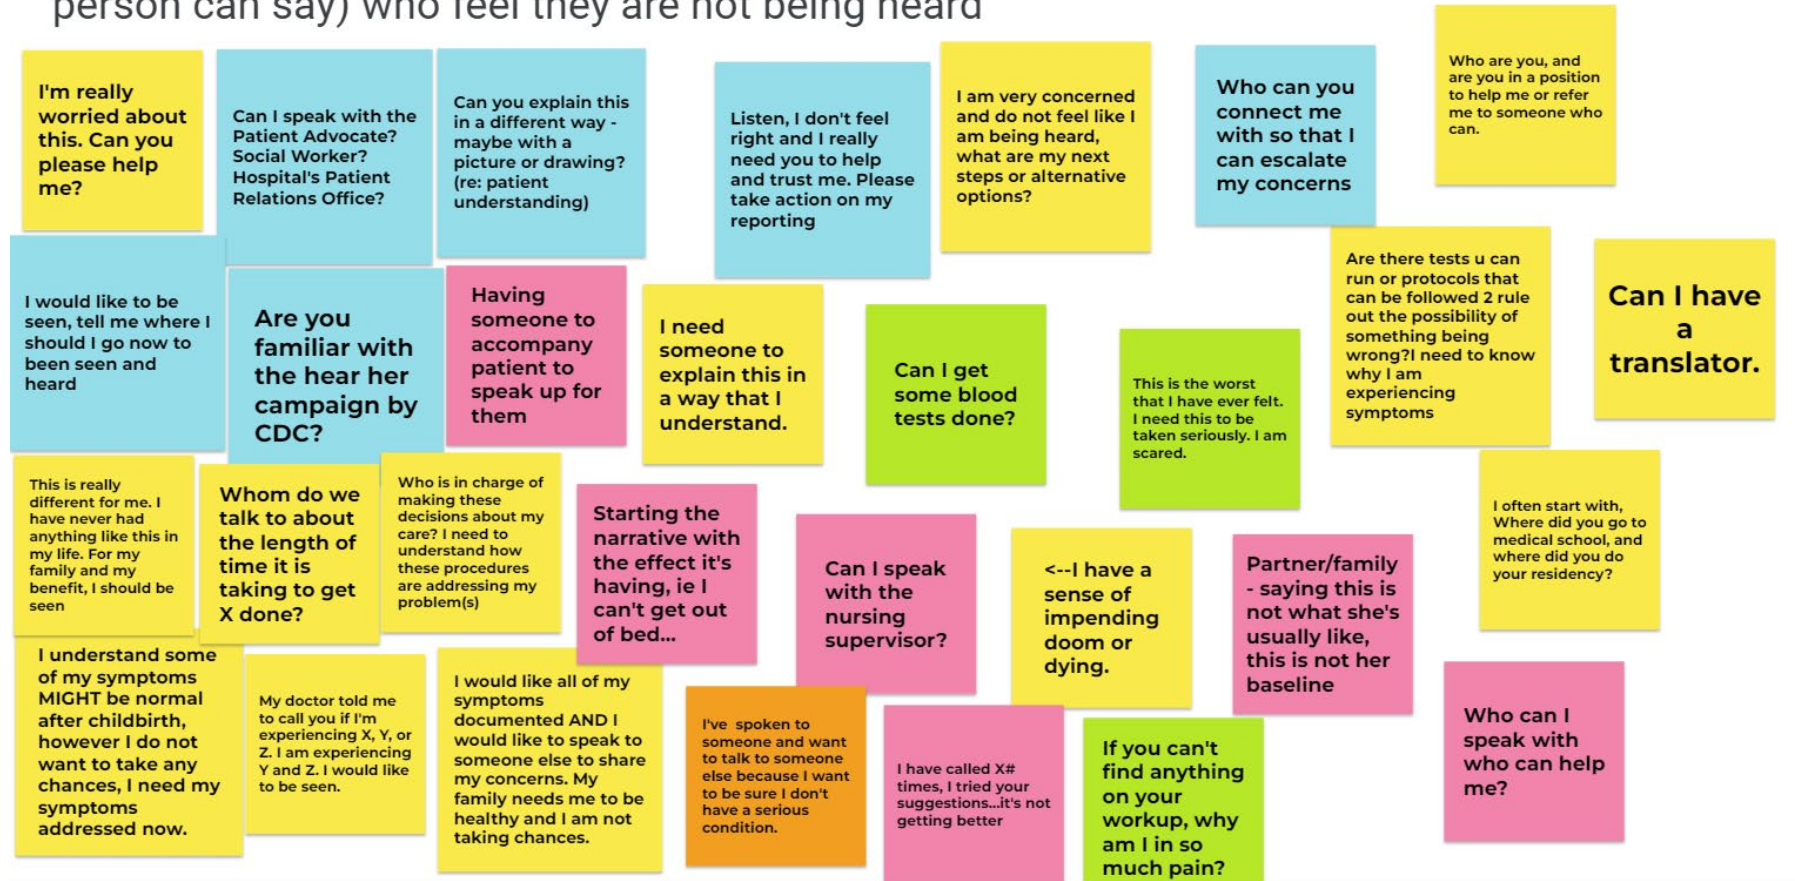 person can say) who feel they are not being heard
I'm really
worried about
this. Can you
please help
me?
Can I speak with the
Patient Advocate?
Social Worker?
Hospital's Patient
Relations Office?
Can you explain this
in a different way -
maybe with a
picture or drawing?
(re: patient
understanding)
Listen, I don't feel
right and I really
need you to help
and trust me. Please
take action on my
reporting
I am very concerned
and do not feel like I
am being heard,
what are my next
steps or alternative
options?
Who can you
connect me
with so that I
can escalate
my concerns
Who are you, and
are you in a position
to help me or refer
me to someone who
can.
I would like to be
seen, tell me where I
should I go now to
been seen and
heard
Are you
familiar with
the hear her
campaign by
CDC?
Having
someone to
accompany
patient to
speak up for
them
I need
someone to
explain this in
a way that I
understand.
Can I get
some blood
tests done?
This is the worst
that I have ever felt.
I need this to be
taken seriously. I am
scared.
Are there tests u can
run or protocols that
can be followed 2 rule
out the possibility of
something being
wrong?I need to know
why I am
experiencing
symptoms
Can I have
a
translator.
This is really
different for me. I
have never had
anything like this in
my life. For my
family and my
benefit, I should be
seen
Whom do we
talk to about
the length of
time it is
taking to get
X done?
Who is in charge of
making these
decisions about my
care? I need to
understand how
these procedures
are addressing my
problem(s)
Starting the
narrative with
the effect it's
having, ie I
can't get out
of bed...
Can I speak
with the
nursing
supervisor?
<--I have a
sense of
impending
doom or
dying.
Partner/family
- saying this is
not what she's
usually like,
this is not her
baseline
I often start with,
Where did you go to
medical school, and
where did you do
your residency?
I understand some
of my symptoms
MIGHT be normal
after childbirth,
however I do not
want to take any
chances, I need my
symptoms
addressed now.
My doctor told me
to call you if I'm
experiencing X, Y, or
Z. I am experiencing
Y and Z. I would like
to be seen.
I would like all of my
symptoms
documented AND I
would like to speak to
someone else to share
my concerns. My
family needs me to be
healthy and I am not
taking chances.
I've  spoken to
someone and want
to talk to someone
else because I want
to be sure I don't
have a serious
condition.
I have called X#
times, I tried your
suggestions...it's not
getting better
If you can't
find anything
on your
workup, why
am I in so
much pain?
Who can I
speak with
who can help
me?